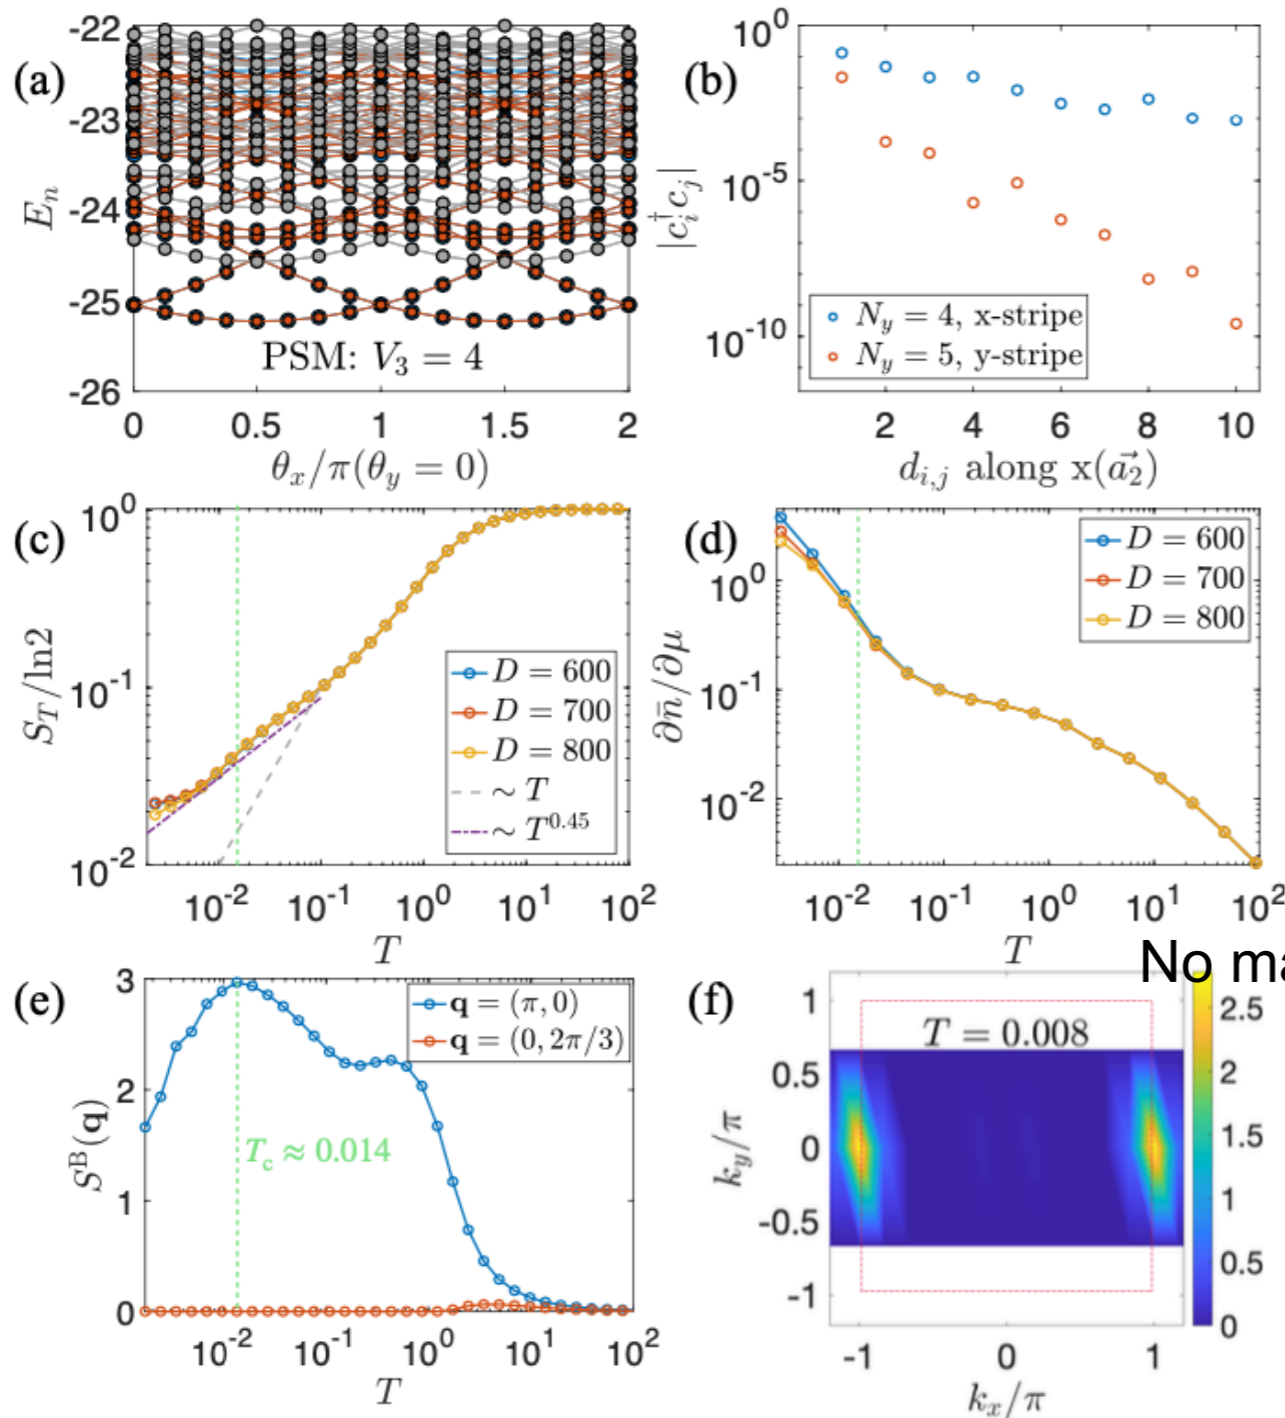 (a)
-22
-23
-24
-25
-26
E_n
PSM: V_3 = 4
0 0.5 1 1.5 2
θ_x/π(θ_y = 0)
(b)
10^0
10^-5
10^-10
|c_i^† c_j|
N_y = 4, x-stripe
N_y = 5, y-stripe
2 4 6 8 10
d_{i,j} along x(a⃗_2)
(c)
10^0
10^-1
10^-2
S_T/ln2
D = 600
D = 700
D = 800
~ T
~ T^0.45
10^-2 10^-1 10^0 10^1 10^2
T
(d)
10^0
10^-1
10^-2
∂n̄/∂μ
D = 600
D = 700
D = 800
10^-2 10^0 10^-1 10^1 10^2
T
No ma
(e)
3
2
1
0
S^B(q)
q = (π, 0)
q = (0, 2π/3)
T_c ≈ 0.014
10^-2 10^-1 10^0 10^1 10^2
T
(f)
T = 0.008
1
0.5
0
-0.5
-1
k_y/π
-1 0 1
k_x/π
2.5
2
1.5
1
0.5
0